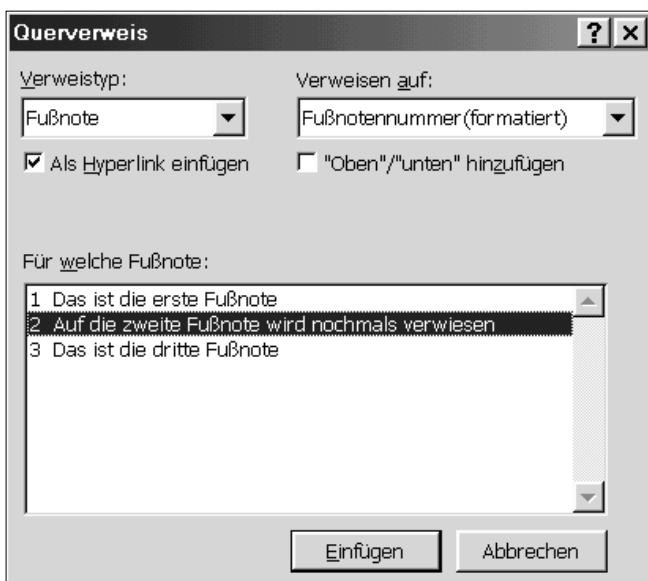 Querverweis
Verweistyp:
Verweisen auf:
Fußnote
Fußnotennummer(formatiert)
Als Hyperlink einfügen
"Oben"/"unten" hinzufügen
Für welche Fußnote:
1 Das ist die erste Fußnote
2 Auf die zweite Fußnote wird nochmals verwiesen
3 Das ist die dritte Fußnote
Einfügen
Abbrechen